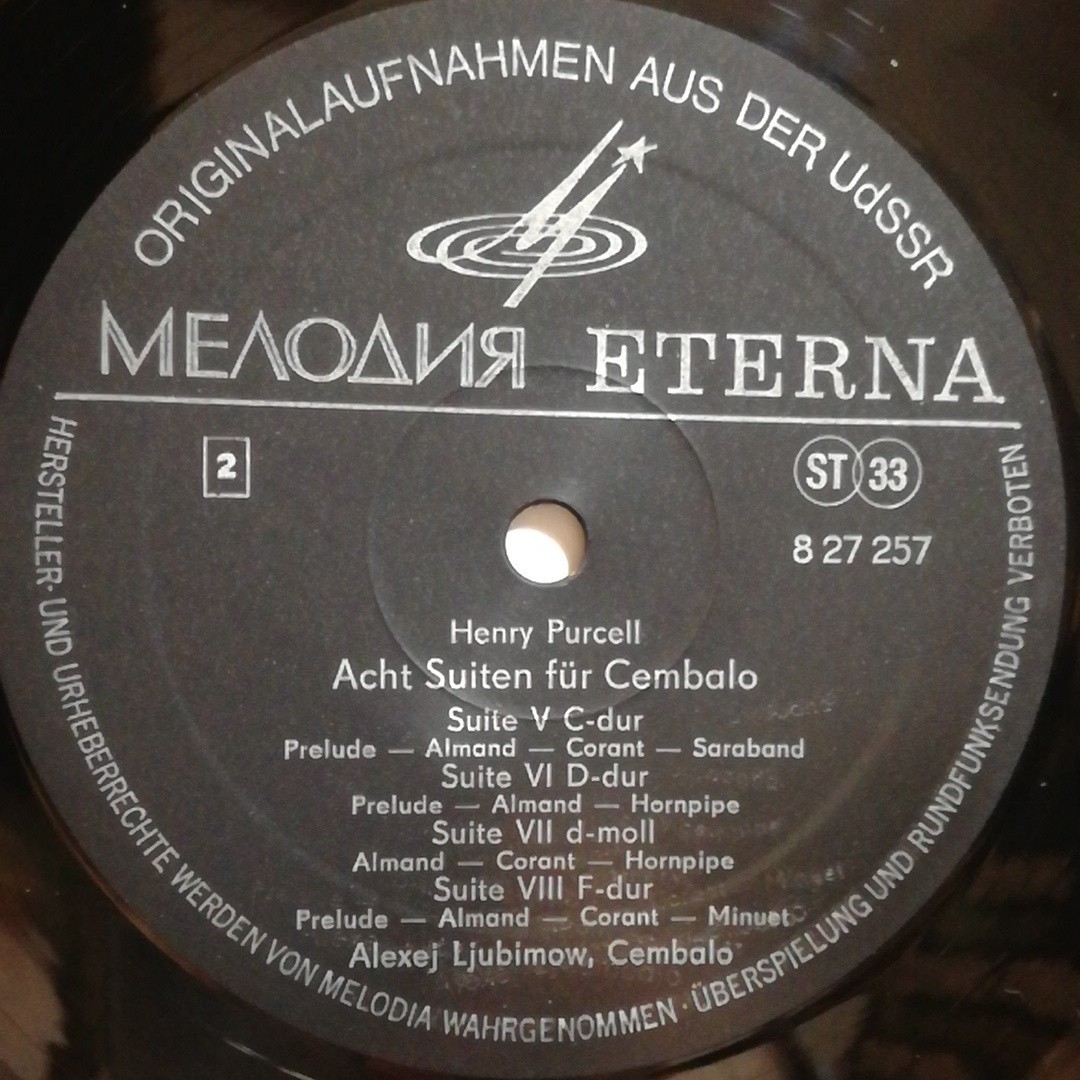 ORIGINALAUFNAHMEN AUS DER UdSSR
МЕЛОДИЯ ETERNA
2
ST 33
8 27 257
Henry Purcell
Acht Suiten für Cembalo
Suite V C-dur
Prelude — Almand — Corant — Saraband
Suite VI D-dur
Prelude — Almand — Hornpipe
Suite VII d-moll
Almand — Corant — Hornpipe
Suite VIII F-dur
Prelude — Almand — Corant — Minuet
Alexej Ljubimow, Cembalo
HERSTELLER- UND URHEBERRECHTE WERDEN VON MELODIA WAHRGENOMMEN · ÜBERSPIELUNG UND RUNDFUNKSENDUNG VERBOTEN